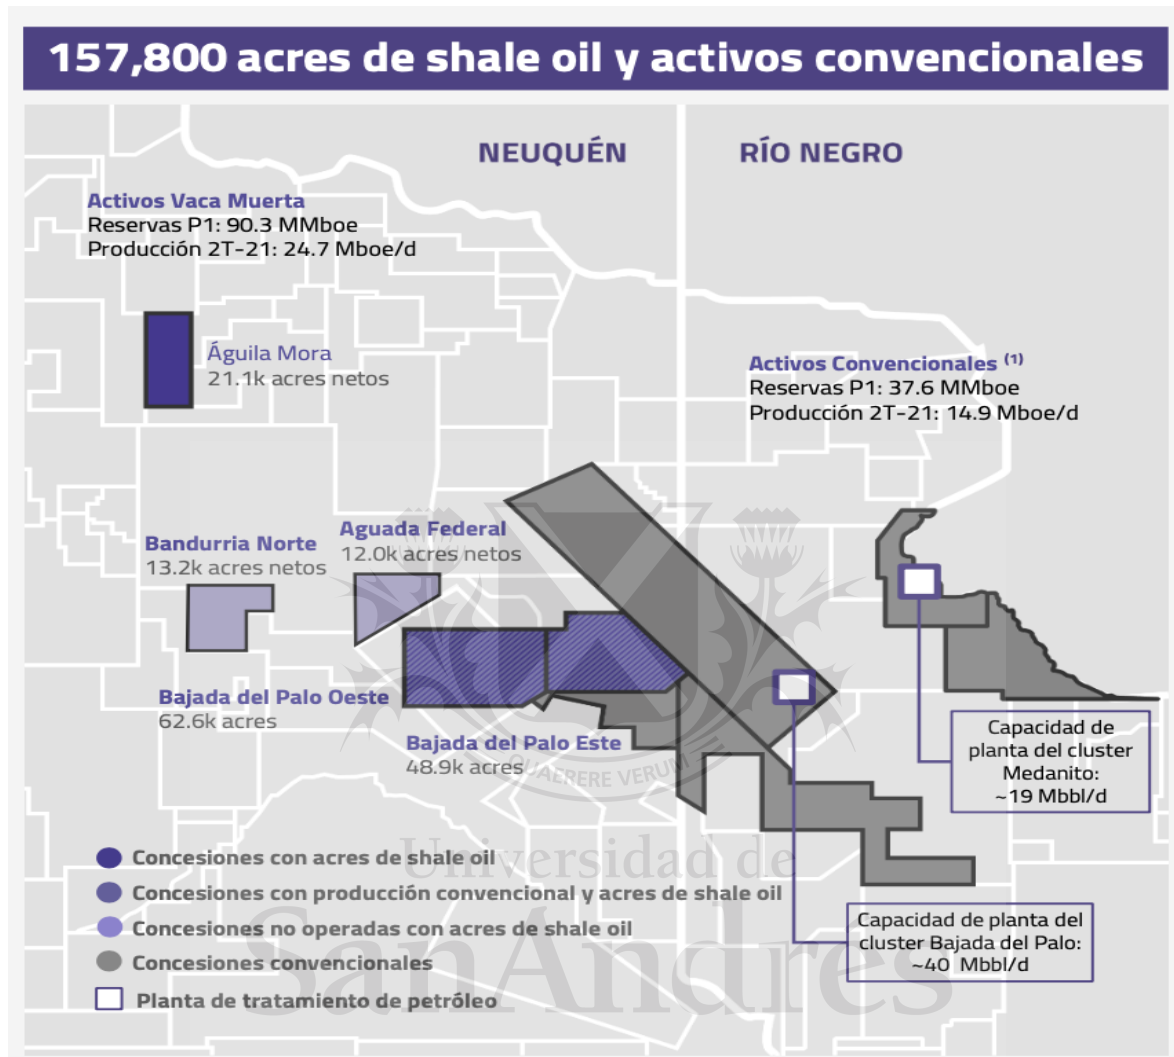 157,800 acres de shale oil y activos convencionales
NEUQUÉN
RÍO NEGRO
Activos Vaca Muerta
Reservas P1: 90.3 MMboe
Producción 2T-21: 24.7 Mboe/d
Águila Mora
21.1k acres netos
Activos Convencionales (1)
Reservas P1: 37.6 MMboe
Producción 2T-21: 14.9 Mboe/d
Bandurria Norte
13.2k acres netos
Aguada Federal
12.0k acres netos
Bajada del Palo Oeste
62.6k acres
Bajada del Palo Este
48.9k acres
QUAERERE VERUM
Capacidad de
planta del cluster
Medanito:
~19 Mbbl/d
Concesiones con acres de shale oil
Concesiones con producción convencional y acres de shale oil
Concesiones no operadas con acres de shale oil
Concesiones convencionales
Planta de tratamiento de petróleo
Capacidad de planta del
cluster Bajada del Palo:
~40 Mbbl/d
Universidad de
SanAndrés